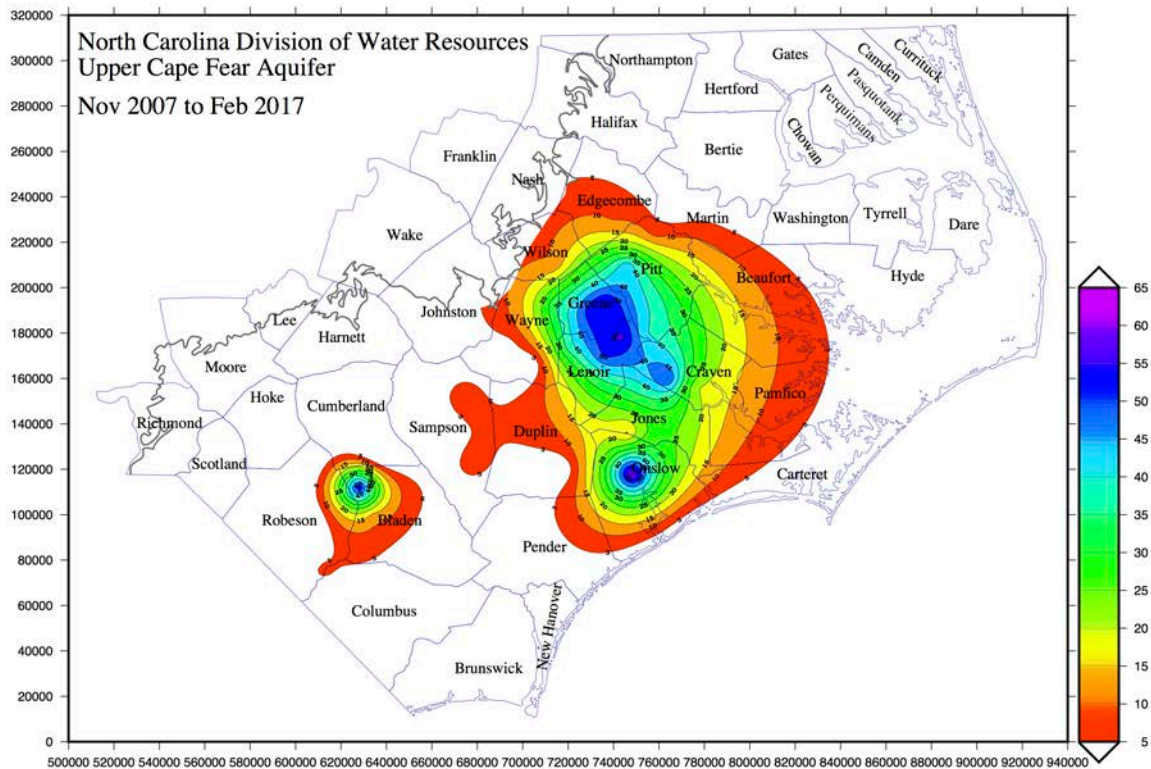 North Carolina Division of Water Resources
Upper Cape Fear Aquifer
Nov 2007 to Feb 2017
320000
300000
280000
260000
240000
220000
200000
180000
160000
140000
120000
100000
80000
60000
40000
20000
0
500000 520000 540000 560000 580000 600000 620000 640000 660000 680000 700000 720000 740000 760000 780000 800000 820000 840000 860000 880000 900000 920000 940000
Northampton
Gates
Camden
Currituck
Pasquotank
Perquimans
Hertford
Halifax
Chowan
Bertie
Franklin
Nash
Edgecombe
Martin
Washington
Tyrrell
Dare
Wake
Wilson
Pitt
Beaufort
Hyde
Greene
Johnston
Wayne
Lee
Harnett
Moore
Lenoir
Craven
Pamlico
Hoke
Cumberland
Sampson
Duplin
Jones
Richmond
Scotland
Onslow
Carteret
Robeson
Bladen
Pender
Columbus
New Hanover
Brunswick
65
60
55
50
45
40
35
30
25
20
15
10
5